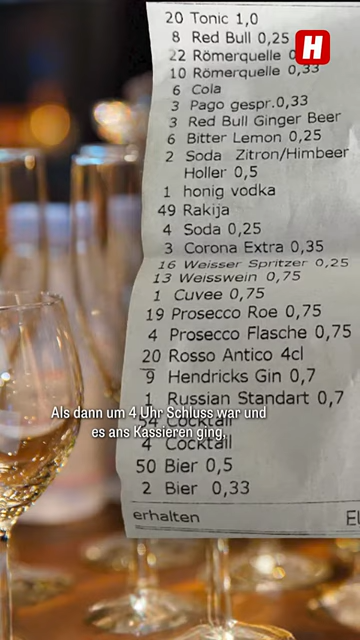 20 Tonic 1,0
8 Red Bull 0,25
H
22 Römerquelle
10 Römerquelle 0,33
6 Cola
3 Pago gespr.0,33
3 Red Bull Ginger Beer
6 Bitter Lemon 0,25
2 Soda Zitron/Himbeer
Holler 0,5
1 honig vodka
49 Rakija
4 Soda 0,25
3 Corona Extra 0,35
16 Weisser Spritzer 0,25
13 Weisswein 0,75
1 Cuvee 0,75
19 Prosecco Roe 0,75
4 Prosecco Flasche 0,75
20 Rosso Antico 4cl
9 Hendricks Gin 0,7
1 Russian Standart 0,7
Als dann um 4 Uhr Schluss war und
54 Cocktail
es ans Kassieren ging,
4 Cocktail
50 Bier 0,5
2 Bier 0,33
erhalten